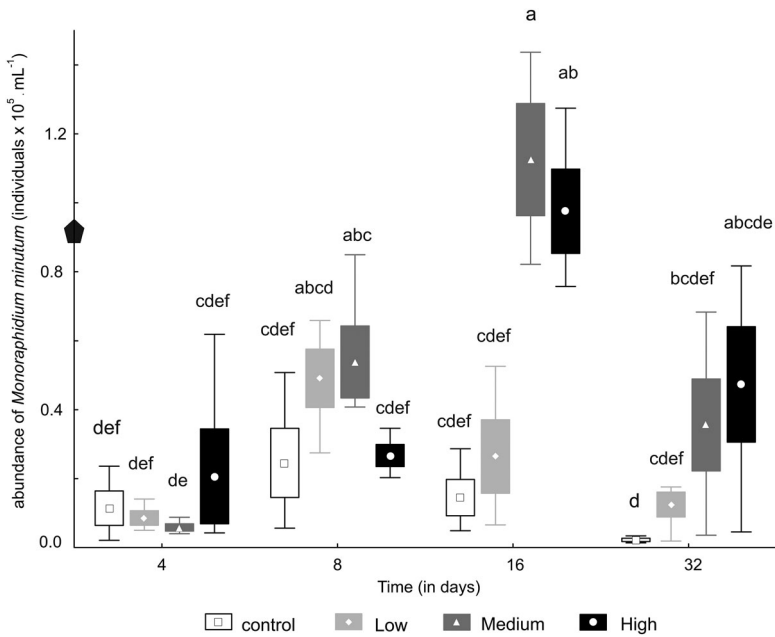 abundance of Monoraphidium minutum (individuals x 10⁵ . mL⁻¹)
a
ab
1.2
abcde
abc
0.8
bcdef
abcd
cdef
cdef
cdef
0.4
cdef
cdef
def
cdef
def
de
d
0.0
4 8 16 32
Time (in days)
control Low Medium High